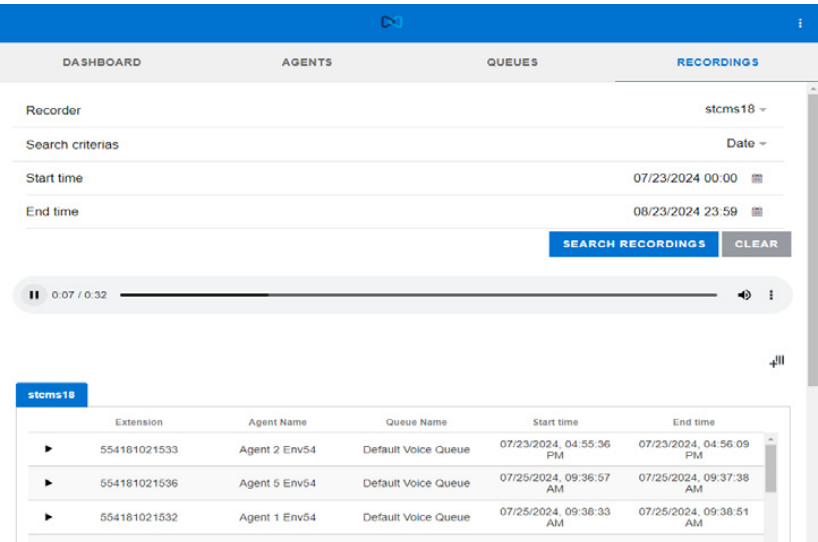 DASHBOARD AGENTS QUEUES RECORDINGS
Recorder stcms18
Search criterias Date
Start time 07/23/2024 00:00
End time 08/23/2024 23:59
SEARCH RECORDINGS CLEAR
0:07 / 0:32
stcms18
Extension Agent Name Queue Name Start time End time
554181021533 Agent 2 Env54 Default Voice Queue 07/23/2024, 04:55:36 PM 07/23/2024, 04:56:09 PM
554181021536 Agent 5 Env54 Default Voice Queue 07/25/2024, 09:36:57 AM 07/25/2024, 09:37:38 AM
554181021532 Agent 1 Env54 Default Voice Queue 07/25/2024, 09:38:33 AM 07/25/2024, 09:38:51 AM